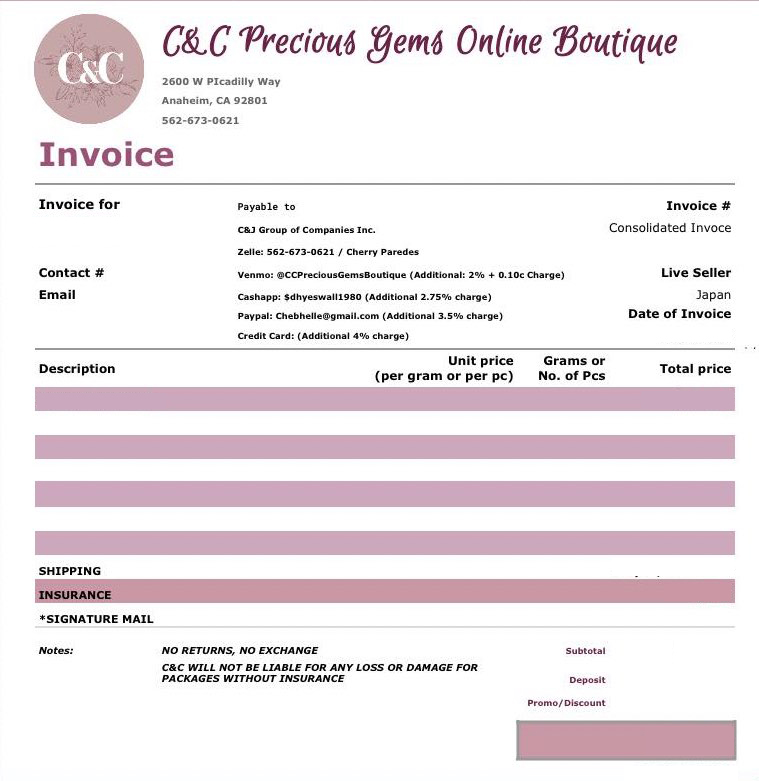 C&C
C&C Precious Gems Online Boutique
2600 W PIcadilly Way
Anaheim, CA 92801
562-673-0621
Invoice
Invoice for
Payable to
Invoice #
C&J Group of Companies Inc.
Consolidated Invoce
Zelle: 562-673-0621 / Cherry Paredes
Contact #
Venmo: @CCPreciousGemsBoutique (Additional: 2% + 0.10c Charge)
Live Seller
Email
Cashapp: $dhyeswall1980 (Additional 2.75% charge)
Japan
Paypal: Chebhelle@gmail.com (Additional 3.5% charge)
Date of Invoice
Credit Card: (Additional 4% charge)
Description
Unit price
(per gram or per pc)
Grams or
No. of Pcs
Total price
SHIPPING
INSURANCE
*SIGNATURE MAIL
Notes:
NO RETURNS, NO EXCHANGE
Subtotal
C&C WILL NOT BE LIABLE FOR ANY LOSS OR DAMAGE FOR
PACKAGES WITHOUT INSURANCE
Deposit
Promo/Discount